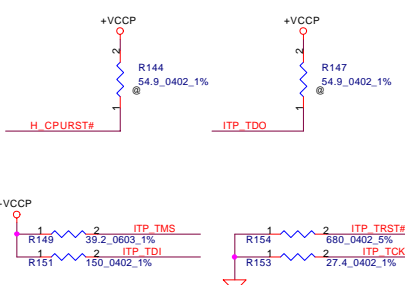 +VCCP +VCCP
2 2
R144 R147
54.9_0402_1% 54.9_0402_1%
@ @
1 1
H_CPURST# ITP_TDO
+VCCP
1 2 ITP_TMS 1 2 ITP_TRST#
R149 39.2_0603_1% R154 680_0402_5%
1 2 ITP_TDI 1 2 ITP_TCK
R151 150_0402_1% R153 27.4_0402_1%